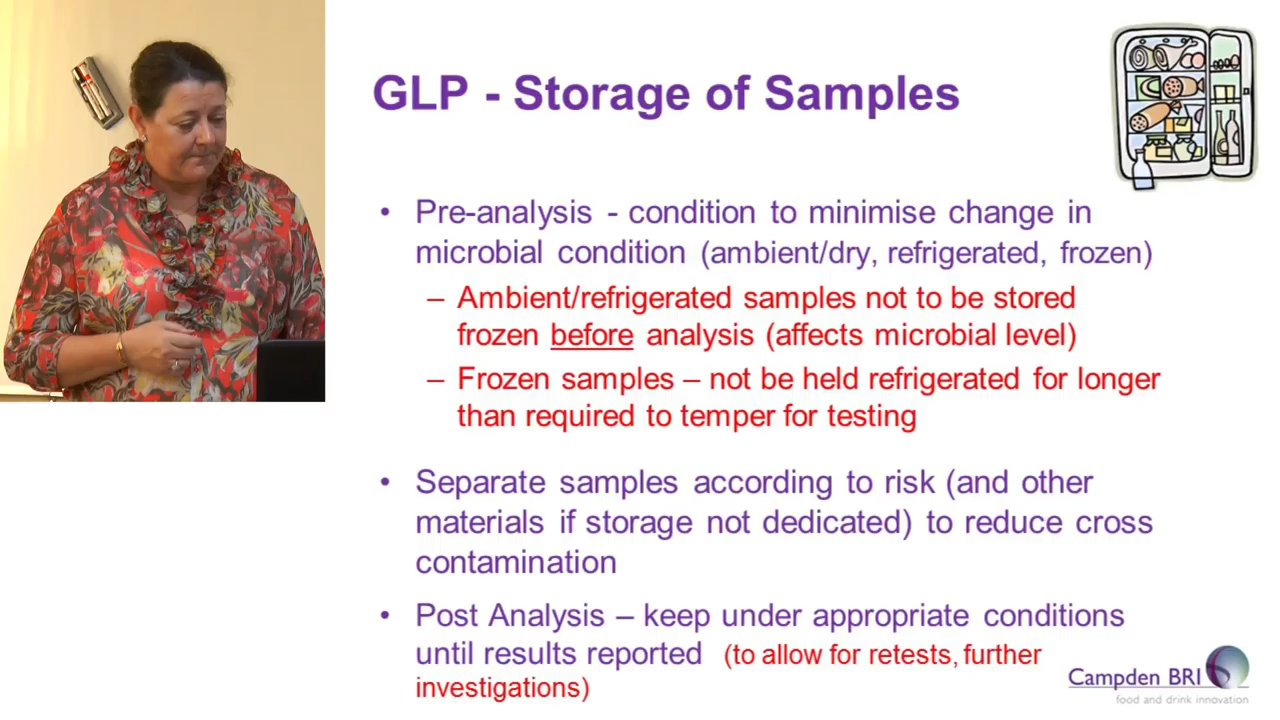 GLP - Storage of Samples
• Pre-analysis - condition to minimise change in
microbial condition (ambient/dry, refrigerated, frozen)
– Ambient/refrigerated samples not to be stored
frozen before analysis (affects microbial level)
– Frozen samples – not be held refrigerated for longer
than required to temper for testing
• Separate samples according to risk (and other
materials if storage not dedicated) to reduce cross
contamination
• Post Analysis – keep under appropriate conditions
until results reported (to allow for retests, further
investigations)
Campden BRI
food and drink innovation